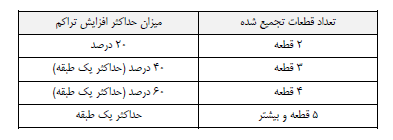 تعداد قطعات تجمیع شده	میزان حداکثر افزایش تراکم
۲ قطعه	۲۰ درصد
۳ قطعه	۴۰ درصد (حداکثر یک طبقه)
۴ قطعه	۶۰ درصد (حداکثر یک طبقه)
۵ قطعه و بیشتر	حداکثر یک طبقه